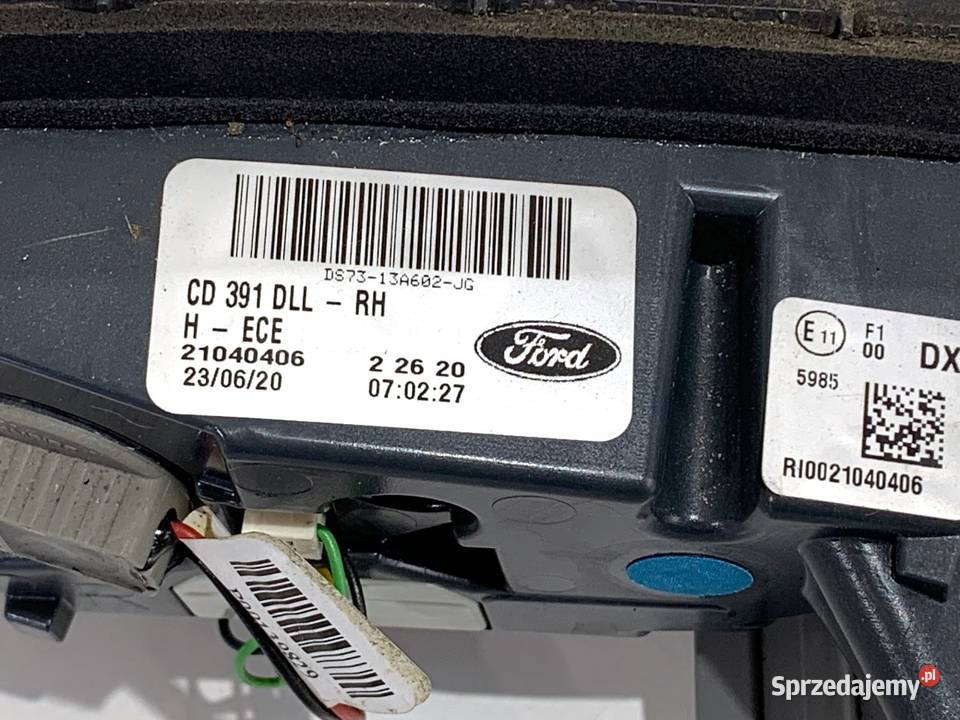 DS73-13A602-JG
CD 391 DLL - RH
H - ECE
21040406
2 26 20
23/06/20
07:02:27
Ford
E 11
F1
00
DX
5985
RI0021040406
Sprzedajemy.pl